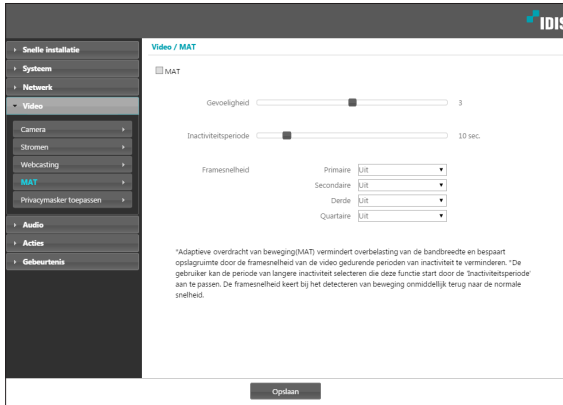 IDIS
Snelle installatie
Systeem
Netwerk
Video
Camera
Stromen
Webcasting
MAT
Privacymasker toepassen
Audio
Acties
Gebeurtenis
Video / MAT
MAT
Gevoeligheid 3
Inactiviteitsperiode 10 sec.
Framesnelheid Primaire Uit
Secondaire Uit
Derde Uit
Quartaire Uit
*Adaptieve overdracht van beweging(MAT) vermindert overbelasting van de bandbreedte en bespaart
opslagruimte door de framesnelheid van de video gedurende perioden van inactiviteit te verminderen. *De
gebruiker kan de periode van langere inactiviteit selecteren die deze functie start door de 'Inactiviteitsperiode'
aan te passen. De framesnelheid keert bij het detecteren van beweging onmiddellijk terug naar de normale
snelheid.
Opslaan